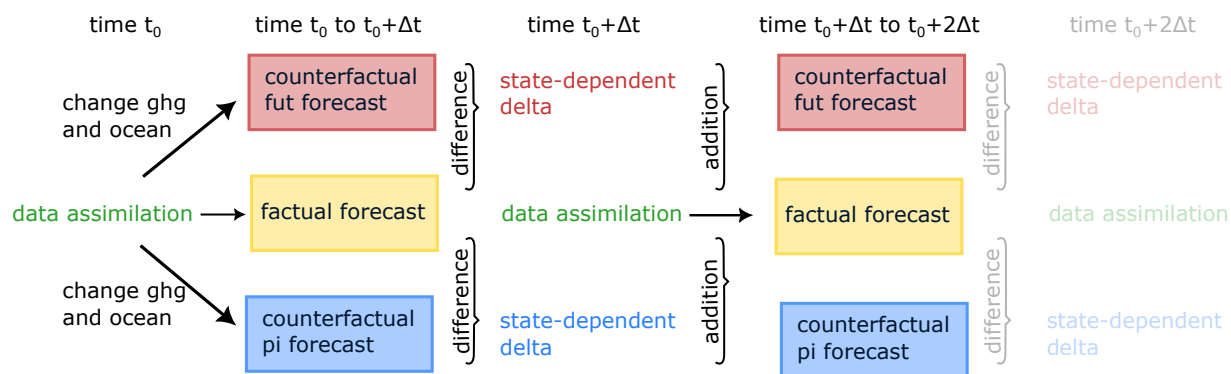 time t₀
time t₀ to t₀+Δt
time t₀+Δt
time t₀+Δt to t₀+2Δt
time t₀+2Δt
change ghg
and ocean
counterfactual
fut forecast
difference
state-dependent
delta
addition
counterfactual
fut forecast
difference
state-dependent
delta
data assimilation
factual forecast
data assimilation
factual forecast
data assimilation
change ghg
and ocean
counterfactual
pi forecast
difference
state-dependent
delta
addition
counterfactual
pi forecast
difference
state-dependent
delta